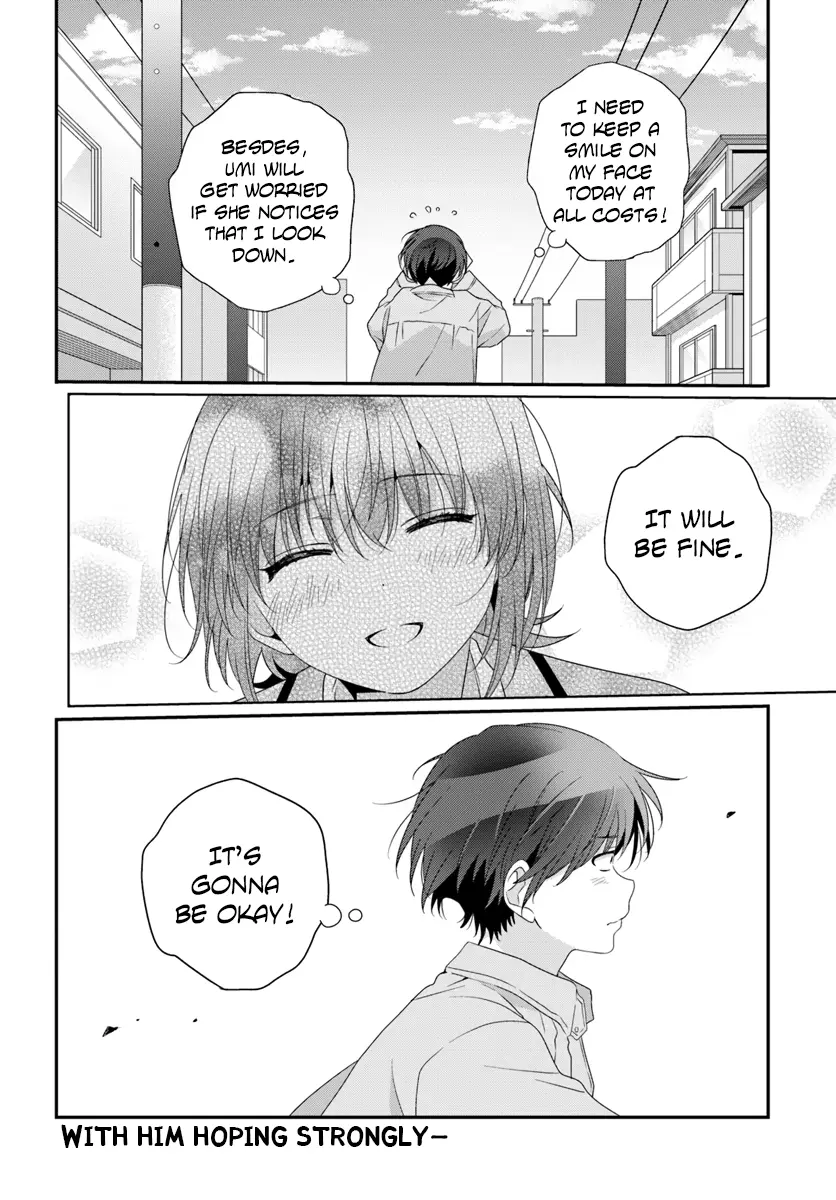 I NEED
TO KEEP A
SMILE ON
MY FACE
TODAY AT
ALL COSTS!
BESDES,
UMI WILL
GET WORRIED
IF SHE NOTICES
THAT I LOOK
DOWN.
IT WILL
BE FINE.
IT'S
GONNA
BE OKAY!
WITH HIM HOPING STRONGLY—